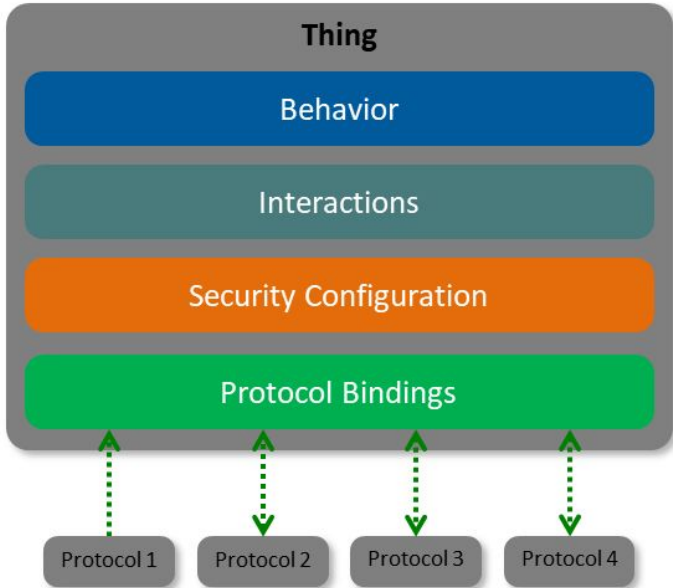 Thing
Behavior
Interactions
Security Configuration
Protocol Bindings
Protocol 1
Protocol 2
Protocol 3
Protocol 4